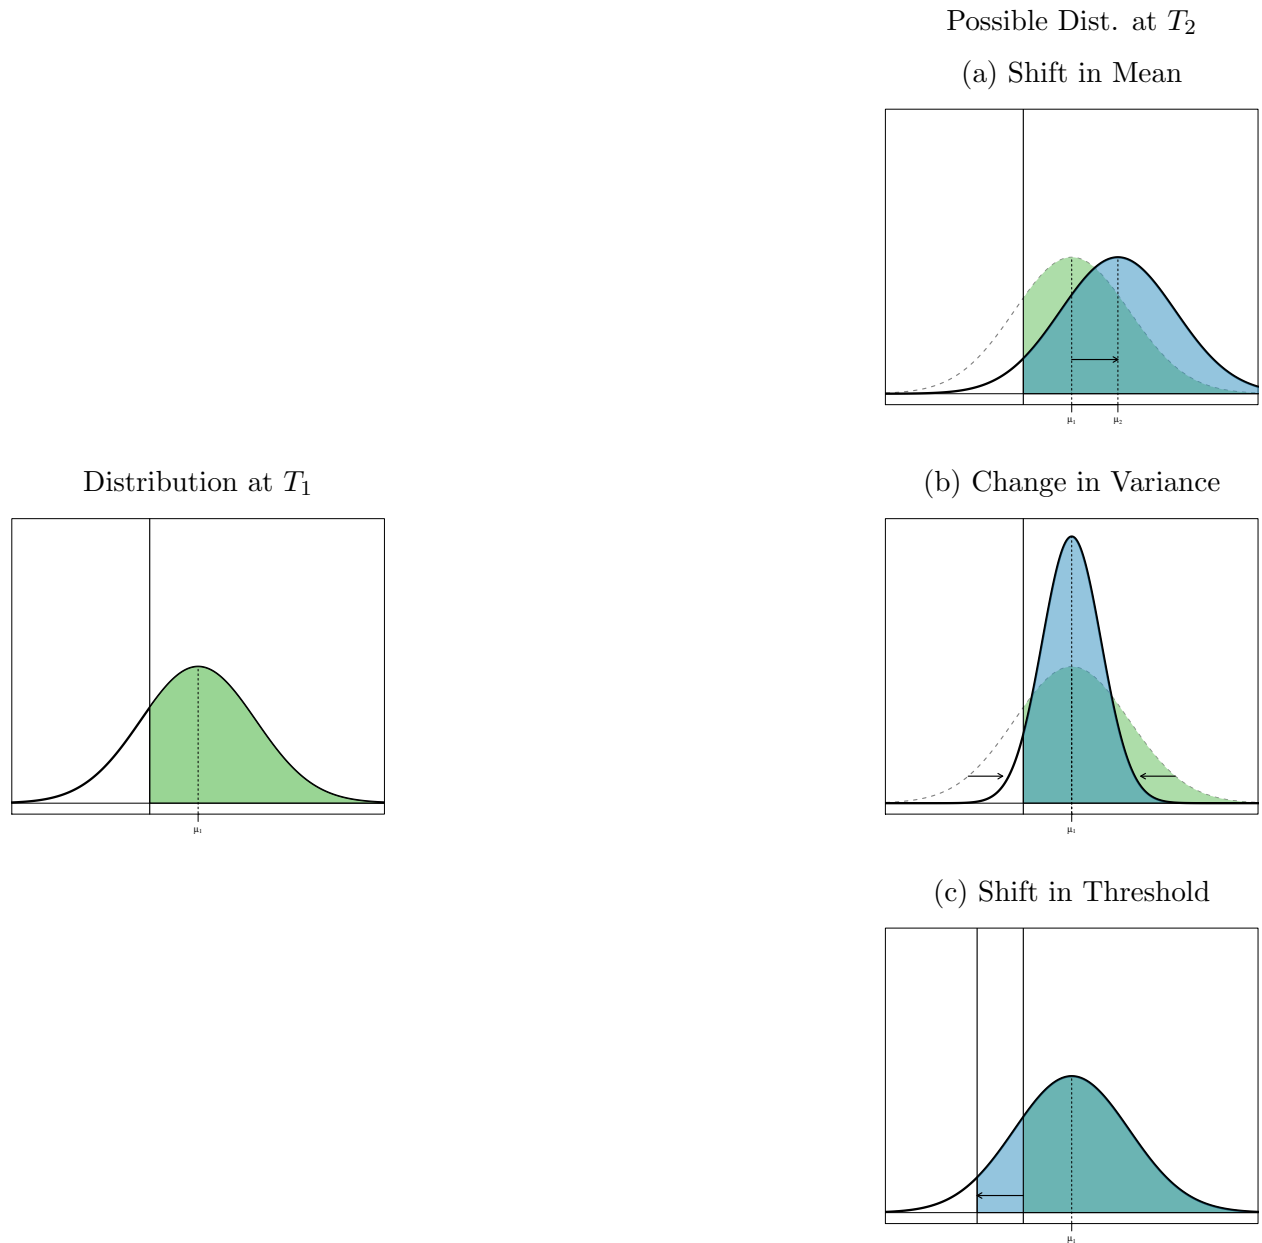 Possible Dist. at T₂
(a) Shift in Mean
μ₁ μ₂
Distribution at T₁
μ₁
(b) Change in Variance
μ₁
(c) Shift in Threshold
μ₁